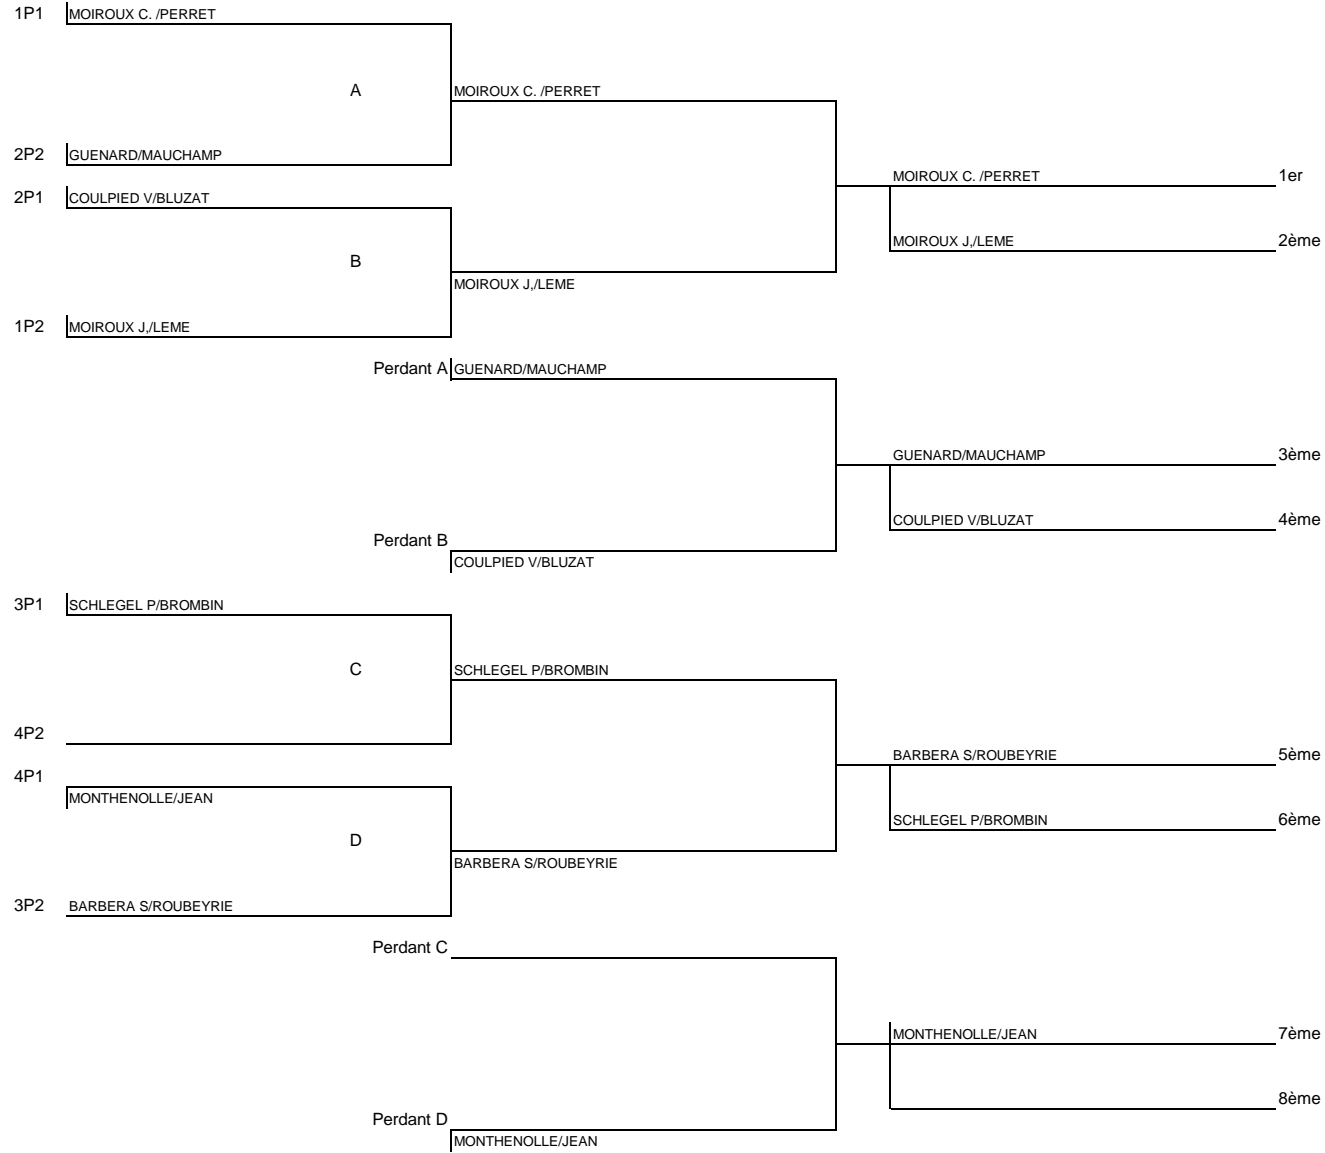 1P1 MOIROUX C. /PERRET
A MOIROUX C. /PERRET
2P2 GUENARD/MAUCHAMP
MOIROUX C. /PERRET 1er
2P1 COULPIED V/BLUZAT
MOIROUX J,/LEME 2ème
B
MOIROUX J,/LEME
1P2 MOIROUX J,/LEME
Perdant A GUENARD/MAUCHAMP
GUENARD/MAUCHAMP 3ème
COULPIED V/BLUZAT 4ème
Perdant B
COULPIED V/BLUZAT
3P1 SCHLEGEL P/BROMBIN
C SCHLEGEL P/BROMBIN
4P2
BARBERA S/ROUBEYRIE 5ème
4P1
MONTHENOLLE/JEAN
SCHLEGEL P/BROMBIN 6ème
D
BARBERA S/ROUBEYRIE
3P2 BARBERA S/ROUBEYRIE
Perdant C
MONTHENOLLE/JEAN 7ème
8ème
Perdant D
MONTHENOLLE/JEAN